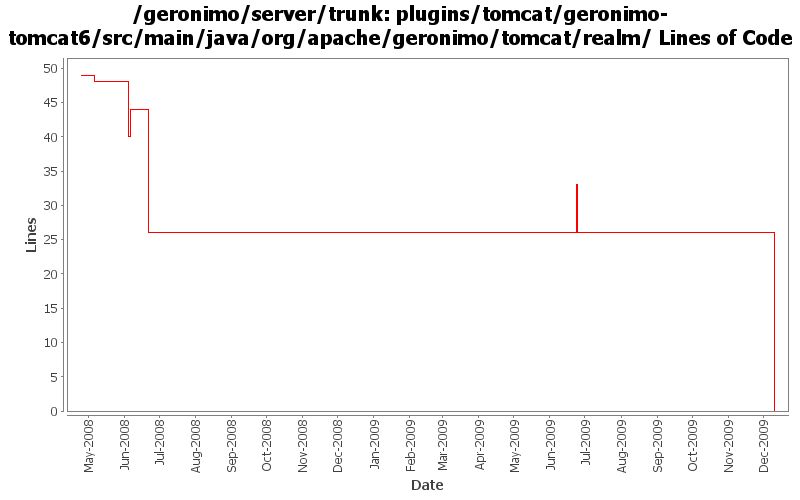 /geronimo/server/trunk: plugins/tomcat/geronimo-
tomcat6/src/main/java/org/apache/geronimo/tomcat/realm/ Lines of Code
50
45
40
35
30
25
20
15
10
5
0
Lines
May-2008
Jun-2008
Jul-2008
Aug-2008
Sep-2008
Oct-2008
Nov-2008
Dec-2008
Jan-2009
Feb-2009
Mar-2009
Apr-2009
May-2009
Jun-2009
Jul-2009
Aug-2009
Sep-2009
Oct-2009
Nov-2009
Dec-2009
Date